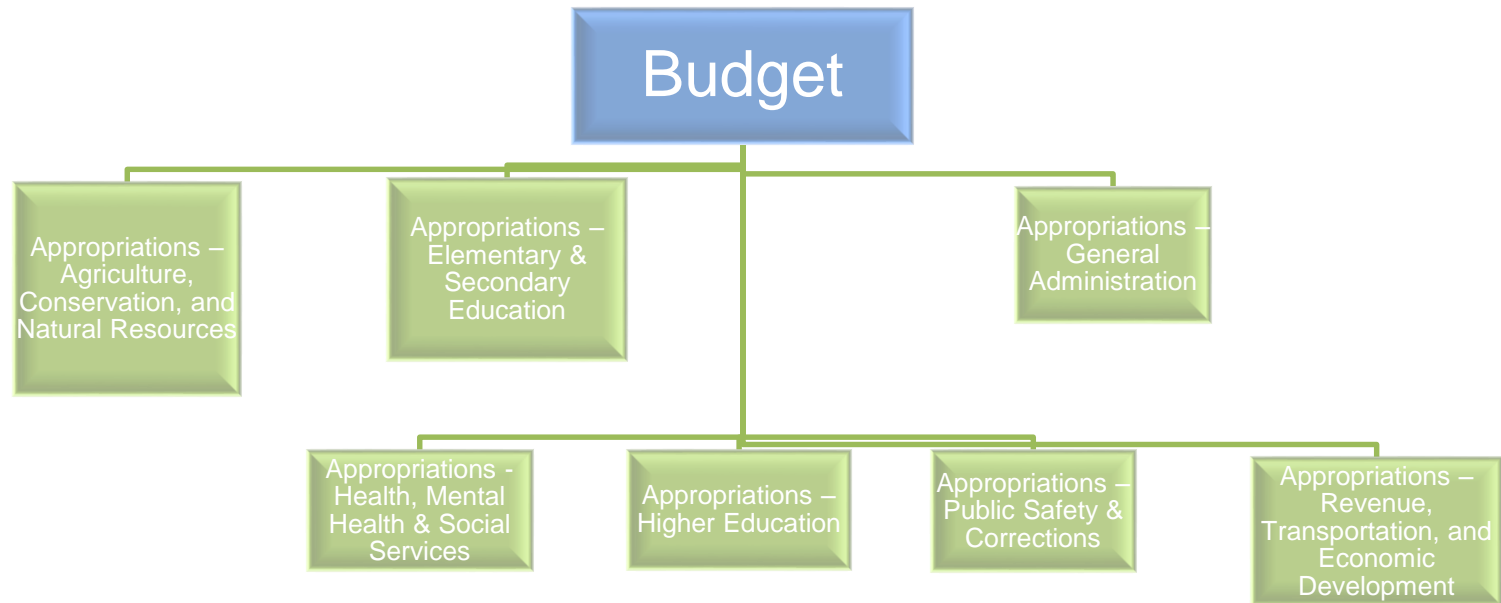 Budget
Appropriations –
Agriculture,
Conservation, and
Natural Resources
Appropriations –
Elementary &
Secondary
Education
Appropriations –
General
Administration
Appropriations -
Health, Mental
Health & Social
Services
Appropriations –
Higher Education
Appropriations –
Public Safety &
Corrections
Appropriations –
Revenue,
Transportation, and
Economic
Development